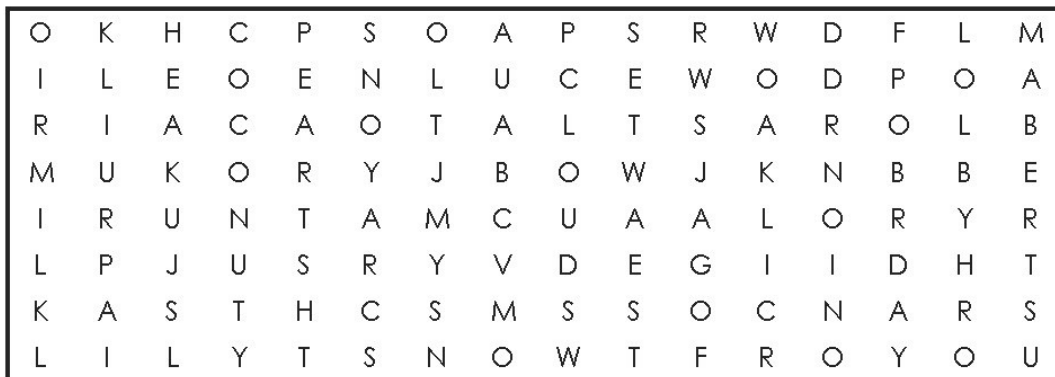 O K H C P S O A P S R W D F L M
I L E O E N L U C E W O D P O A
R I A C A O T A L T S A R O L B
M U K O R Y J B O W J K N B B E
I R U N T A M C U A A L O R Y R
L P J U S R Y V D E G I I D H T
K A S T H C S M S S O C N A R S
L I L Y T S N O W T F R O Y O U